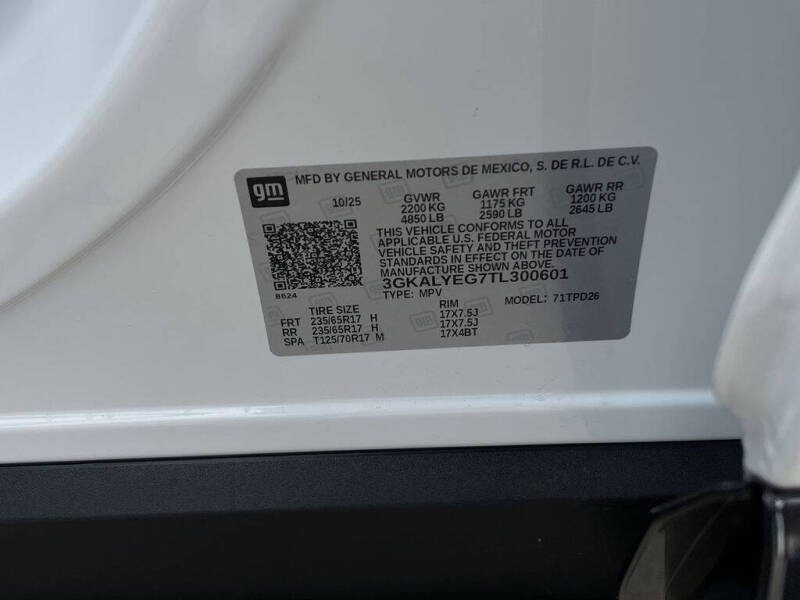 gm MFD BY GENERAL MOTORS DE MEXICO, S. DE R.L. DE C.V.
10/25 GVWR GAWR FRT GAWR RR
2200 KG 1175 KG 1200 KG
4850 LB 2590 LB 2645 LB
THIS VEHICLE CONFORMS TO ALL
APPLICABLE U.S. FEDERAL MOTOR
VEHICLE SAFETY AND THEFT PREVENTION
STANDARDS IN EFFECT ON THE DATE OF
MANUFACTURE SHOWN ABOVE.
3GKALYEG7TL300601
B624 TYPE: MPV MODEL: 71TPD26
TIRE SIZE RIM
FRT 235/65R17 H 17X7.5J
RR 235/65R17 H 17X7.5J
SPA T125/70R17 M 17X4BT